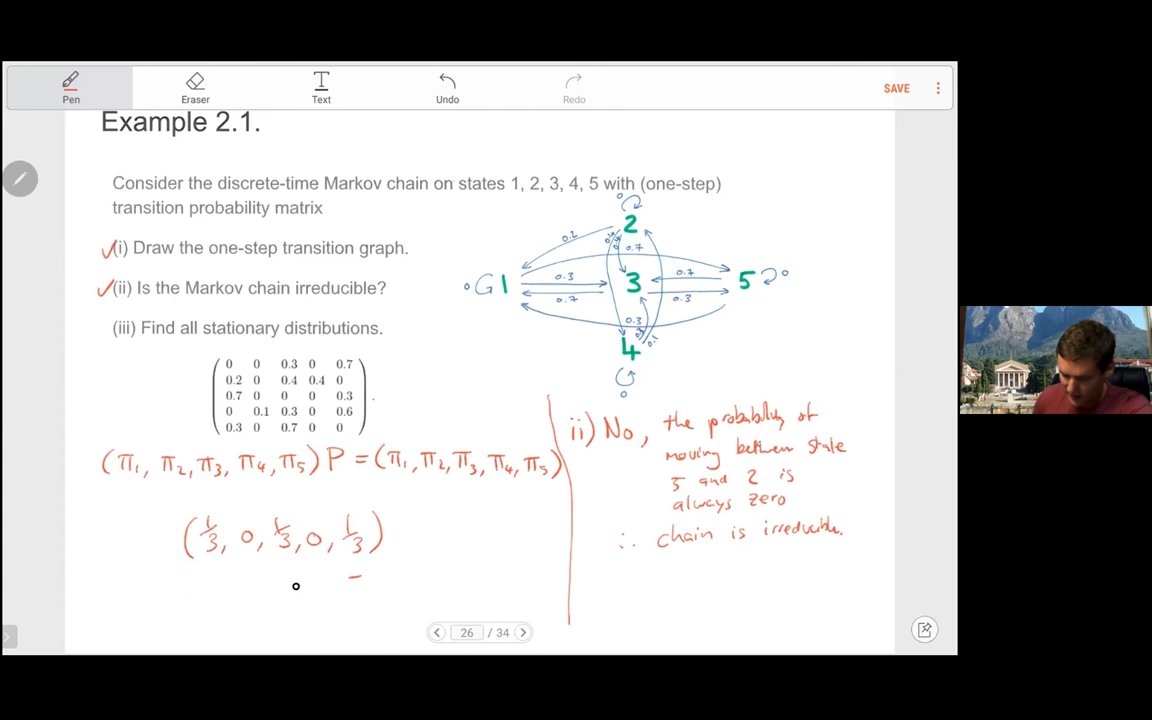 Pen
Eraser
Text
Undo
Redo
SAVE
Example 2.1.
Consider the discrete-time Markov chain on states 1, 2, 3, 4, 5 with (one-step)
transition probability matrix
(i) Draw the one-step transition graph.
(ii) Is the Markov chain irreducible?
(iii) Find all stationary distributions.
0 0 0.3 0 0.7
0.2 0 0.4 0.4 0
0.7 0 0 0 0.3
0 0.1 0.3 0 0.6
0.3 0 0.7 0 0
.
(π₁, π₂, π₃, π₄, π₅) P = (π₁, π₂, π₃, π₄, π₅)
(1/3, 0, 1/3, 0, 1/3)
0
2
0.2
0.7
0 1
0.3
0.7
3
0.7
0.3
5 0
0.3
0.1
4
0
ii) No, the probability of
moving between state
5 and 2 is
always zero
∴ chain is irreducible.
26 / 34